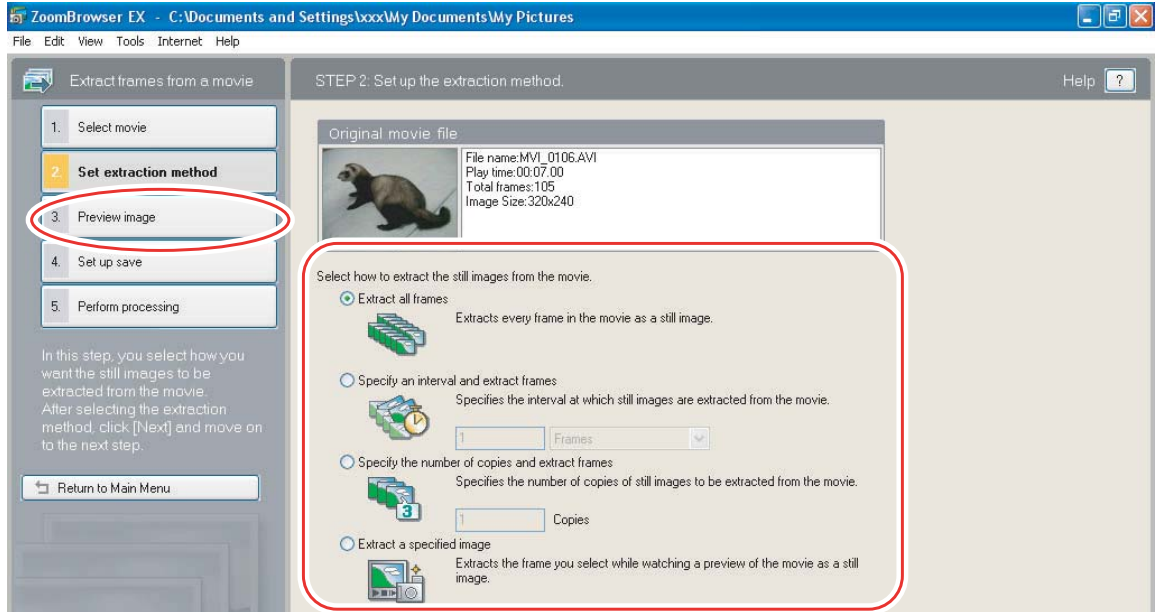 ZoomBrowser EX - C:\Documents and Settings\xxx\My Documents\My Pictures
File Edit View Tools Internet Help
Extract frames from a movie
STEP 2: Set up the extraction method.
Help ?
1. Select movie
2. Set extraction method
3. Preview image
4. Set up save
5. Perform processing
In this step, you select how you
want the still images to be
extracted from the movie.
After selecting the extraction
method, click [Next] and move on
to the next step.
Return to Main Menu
Original movie file
File name:MVI_0106.AVI
Play time:00:07.00
Total frames:105
Image Size:320x240
Select how to extract the still images from the movie.
Extract all frames
Extracts every frame in the movie as a still image.
Specify an interval and extract frames
Specifies the interval at which still images are extracted from the movie.
1 Frames
Specify the number of copies and extract frames
Specifies the number of copies of still images to be extracted from the movie.
3
1 Copies
Extract a specified image
Extracts the frame you select while watching a preview of the movie as a still
image.